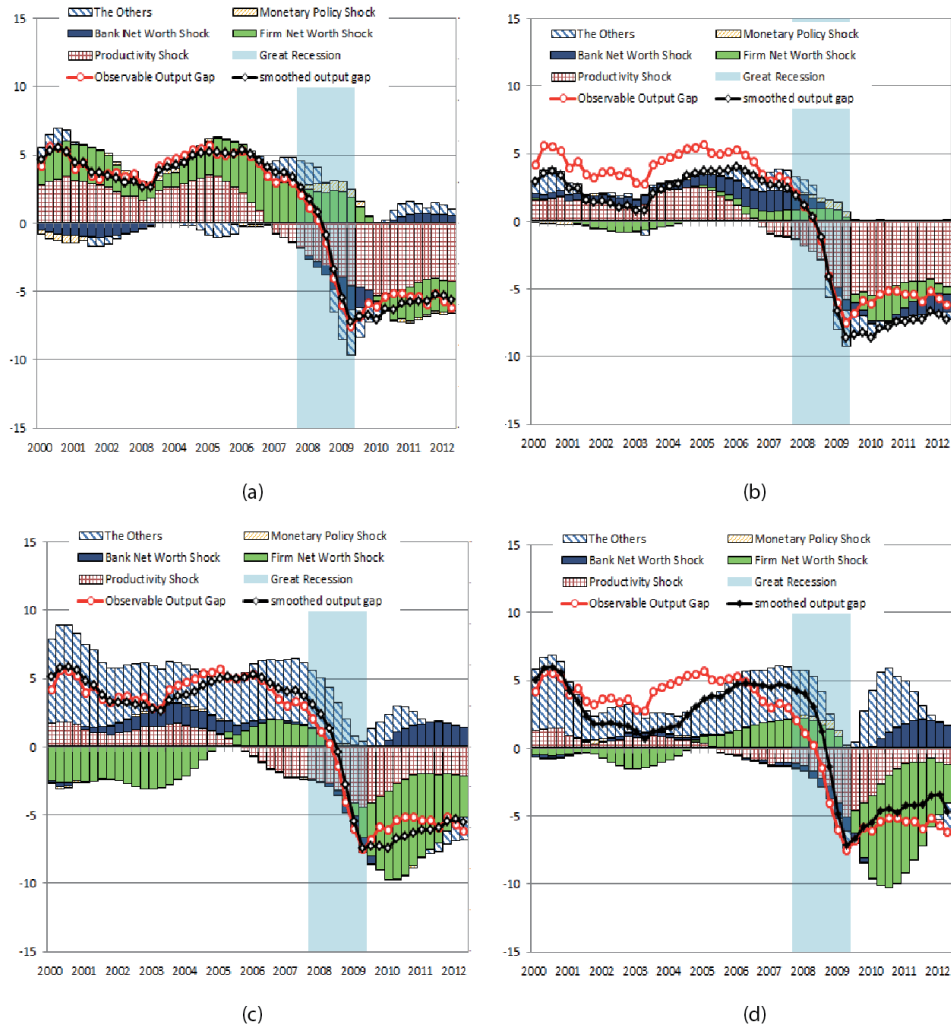 15
The Others
Monetary Policy Shock
Bank Net Worth Shock
Firm Net Worth Shock
Productivity Shock
Great Recession
Observable Output Gap
smoothed output gap
10
5
0
-5
-10
-15
2000 2001 2002 2003 2004 2005 2006 2007 2008 2009 2010 2011 2012
(a)
15
The Others
Monetary Policy Shock
Bank Net Worth Shock
Firm Net Worth Shock
Productivity Shock
Great Recession
Observable Output Gap
smoothed output gap
10
5
0
-5
-10
-15
2000 2001 2002 2003 2004 2005 2006 2007 2008 2009 2010 2011 2012
(b)
15
The Others
Monetary Policy Shock
Bank Net Worth Shock
Firm Net Worth Shock
Productivity Shock
Great Recession
Observable Output Gap
smoothed output gap
10
5
0
-5
-10
-15
2000 2001 2002 2003 2004 2005 2006 2007 2008 2009 2010 2011 2012
(c)
15
The Others
Monetary Policy Shock
Bank Net Worth Shock
Firm Net Worth Shock
Productivity Shock
Great Recession
Observable Output Gap
smoothed output gap
10
5
0
-5
-10
-15
2000 2001 2002 2003 2004 2005 2006 2007 2008 2009 2010 2011 2012
(d)